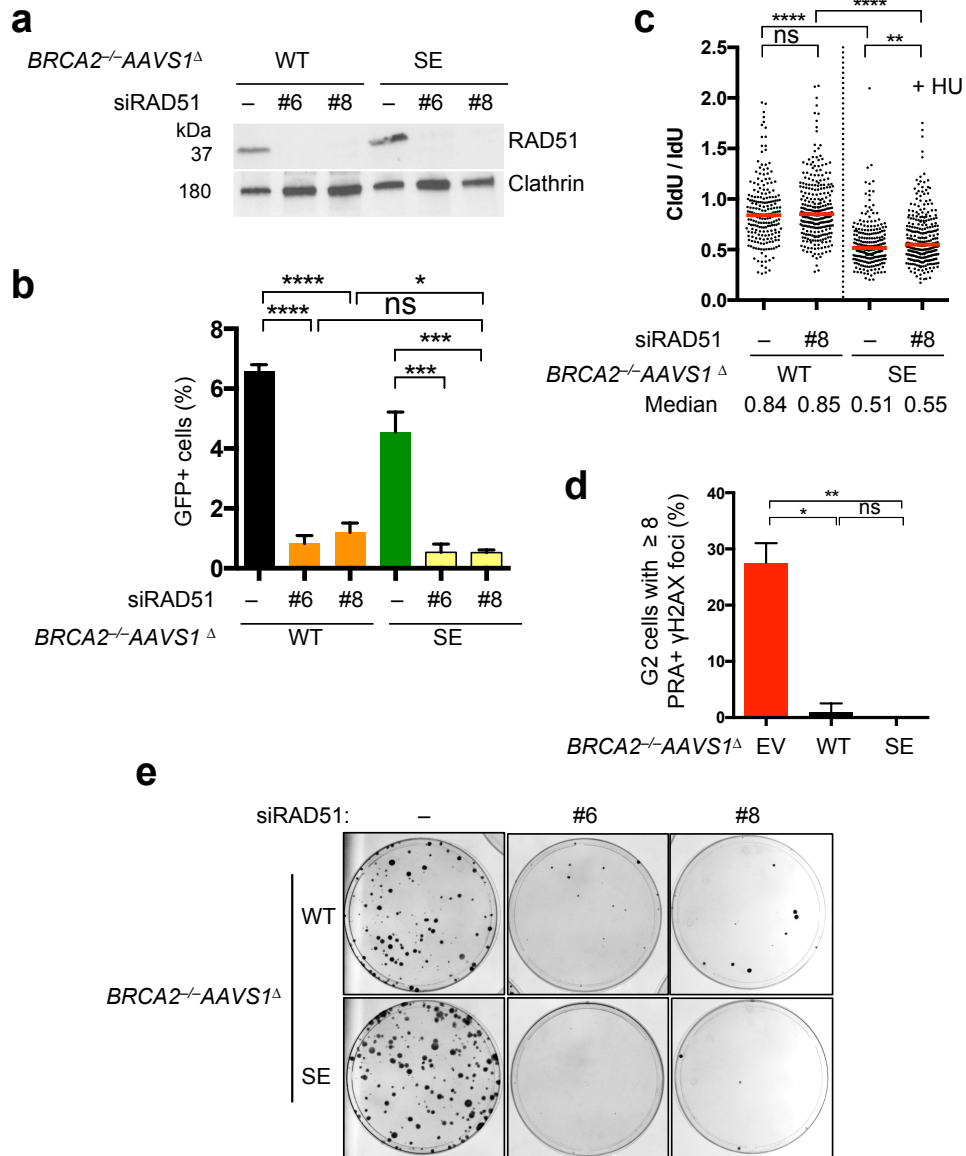 a
BRCA2–/–AAVS1Δ WT SE
siRAD51 – #6 #8 – #6 #8
kDa
37 RAD51
180 Clathrin
b
**** *
**** ns
***
***
GFP+ cells (%)
8
6
4
2
0
siRAD51 – #6 #8 – #6 #8
BRCA2–/–AAVS1 Δ WT SE
c
****
****
ns **
+ HU
CldU / IdU
2.5
2.0
1.5
1.0
0.5
0.0
siRAD51 – #8 – #8
BRCA2–/–AAVS1 Δ WT SE
Median 0.84 0.85 0.51 0.55
d
**
* ns
G2 cells with ≥ 8
PRA+ γH2AX foci (%)
40
30
20
10
0
BRCA2–/–AAVS1Δ EV WT SE
e
siRAD51: – #6 #8
WT
BRCA2–/–AAVS1Δ
SE